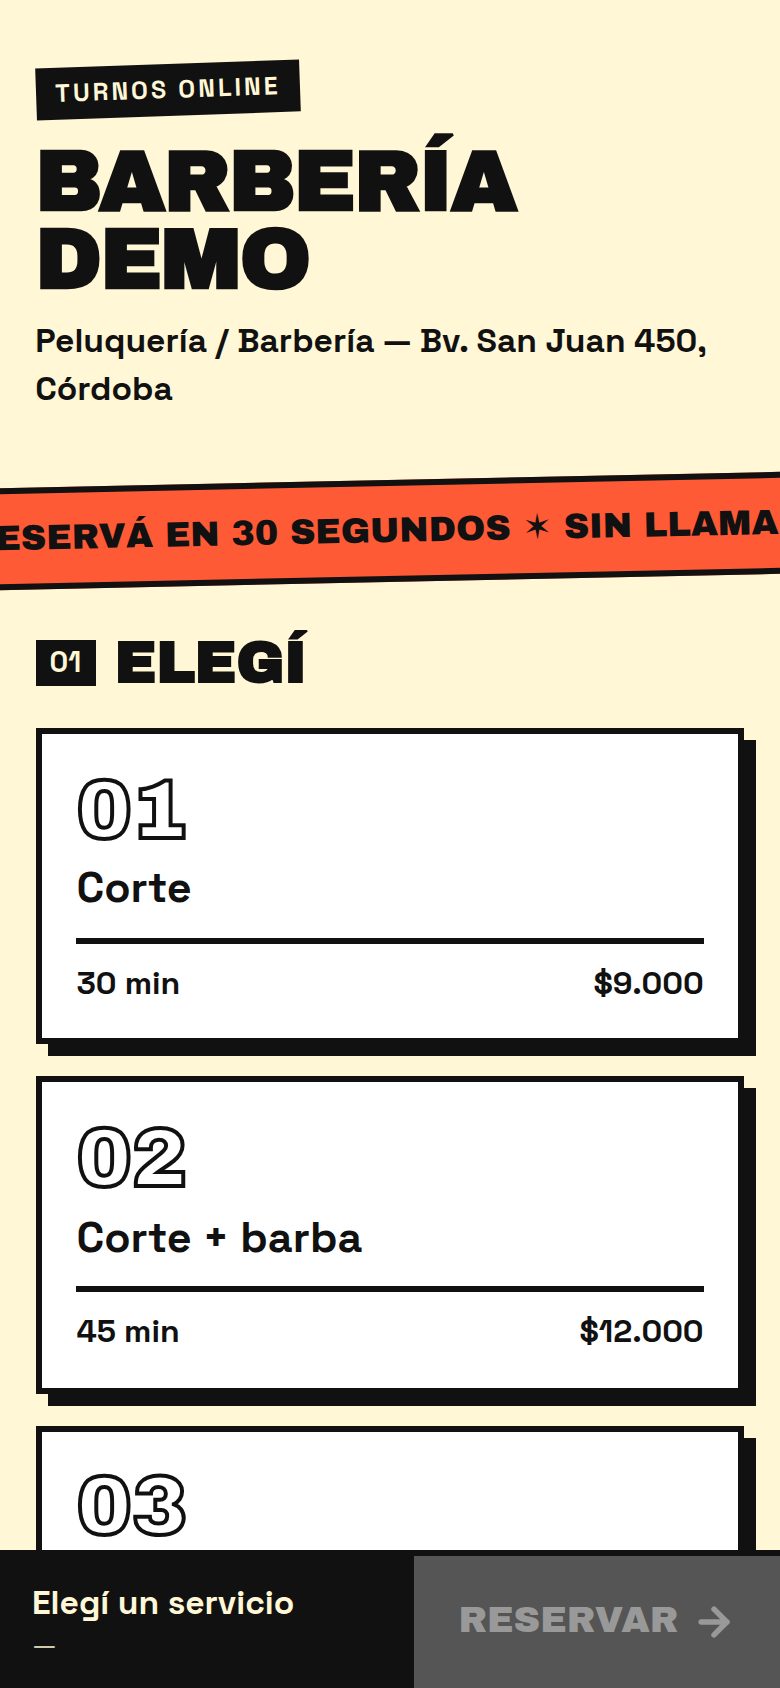 TURNOS ONLINE
BARBERÍA
DEMO
Peluquería / Barbería — Bv. San Juan 450,
Córdoba
ESERVÁ EN 30 SEGUNDOS ✶ SIN LLAMA
01 ELEGÍ
01
Corte
30 min $9.000
02
Corte + barba
45 min $12.000
03
Elegí un servicio
—
RESERVAR →